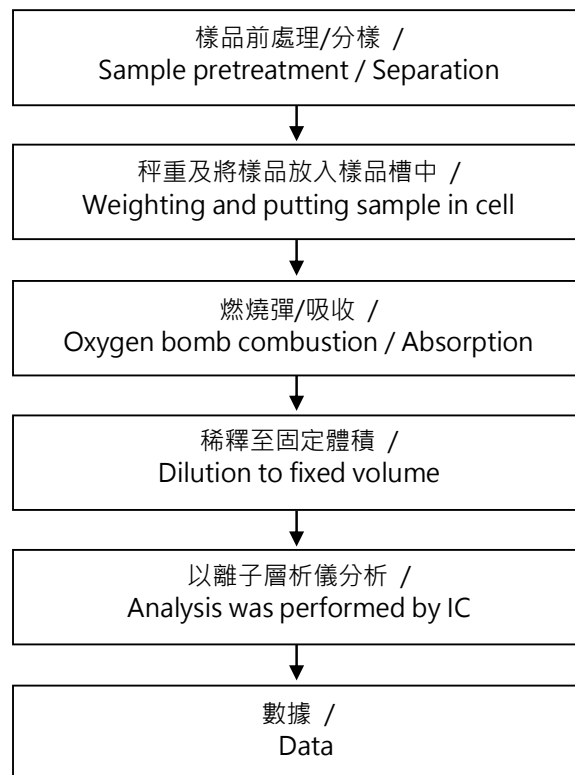 樣品前處理/分樣 /
Sample pretreatment / Separation
秤重及將樣品放入樣品槽中 /
Weighting and putting sample in cell
燃燒彈/吸收 /
Oxygen bomb combustion / Absorption
稀釋至固定體積 /
Dilution to fixed volume
以離子層析儀分析 /
Analysis was performed by IC
數據 /
Data